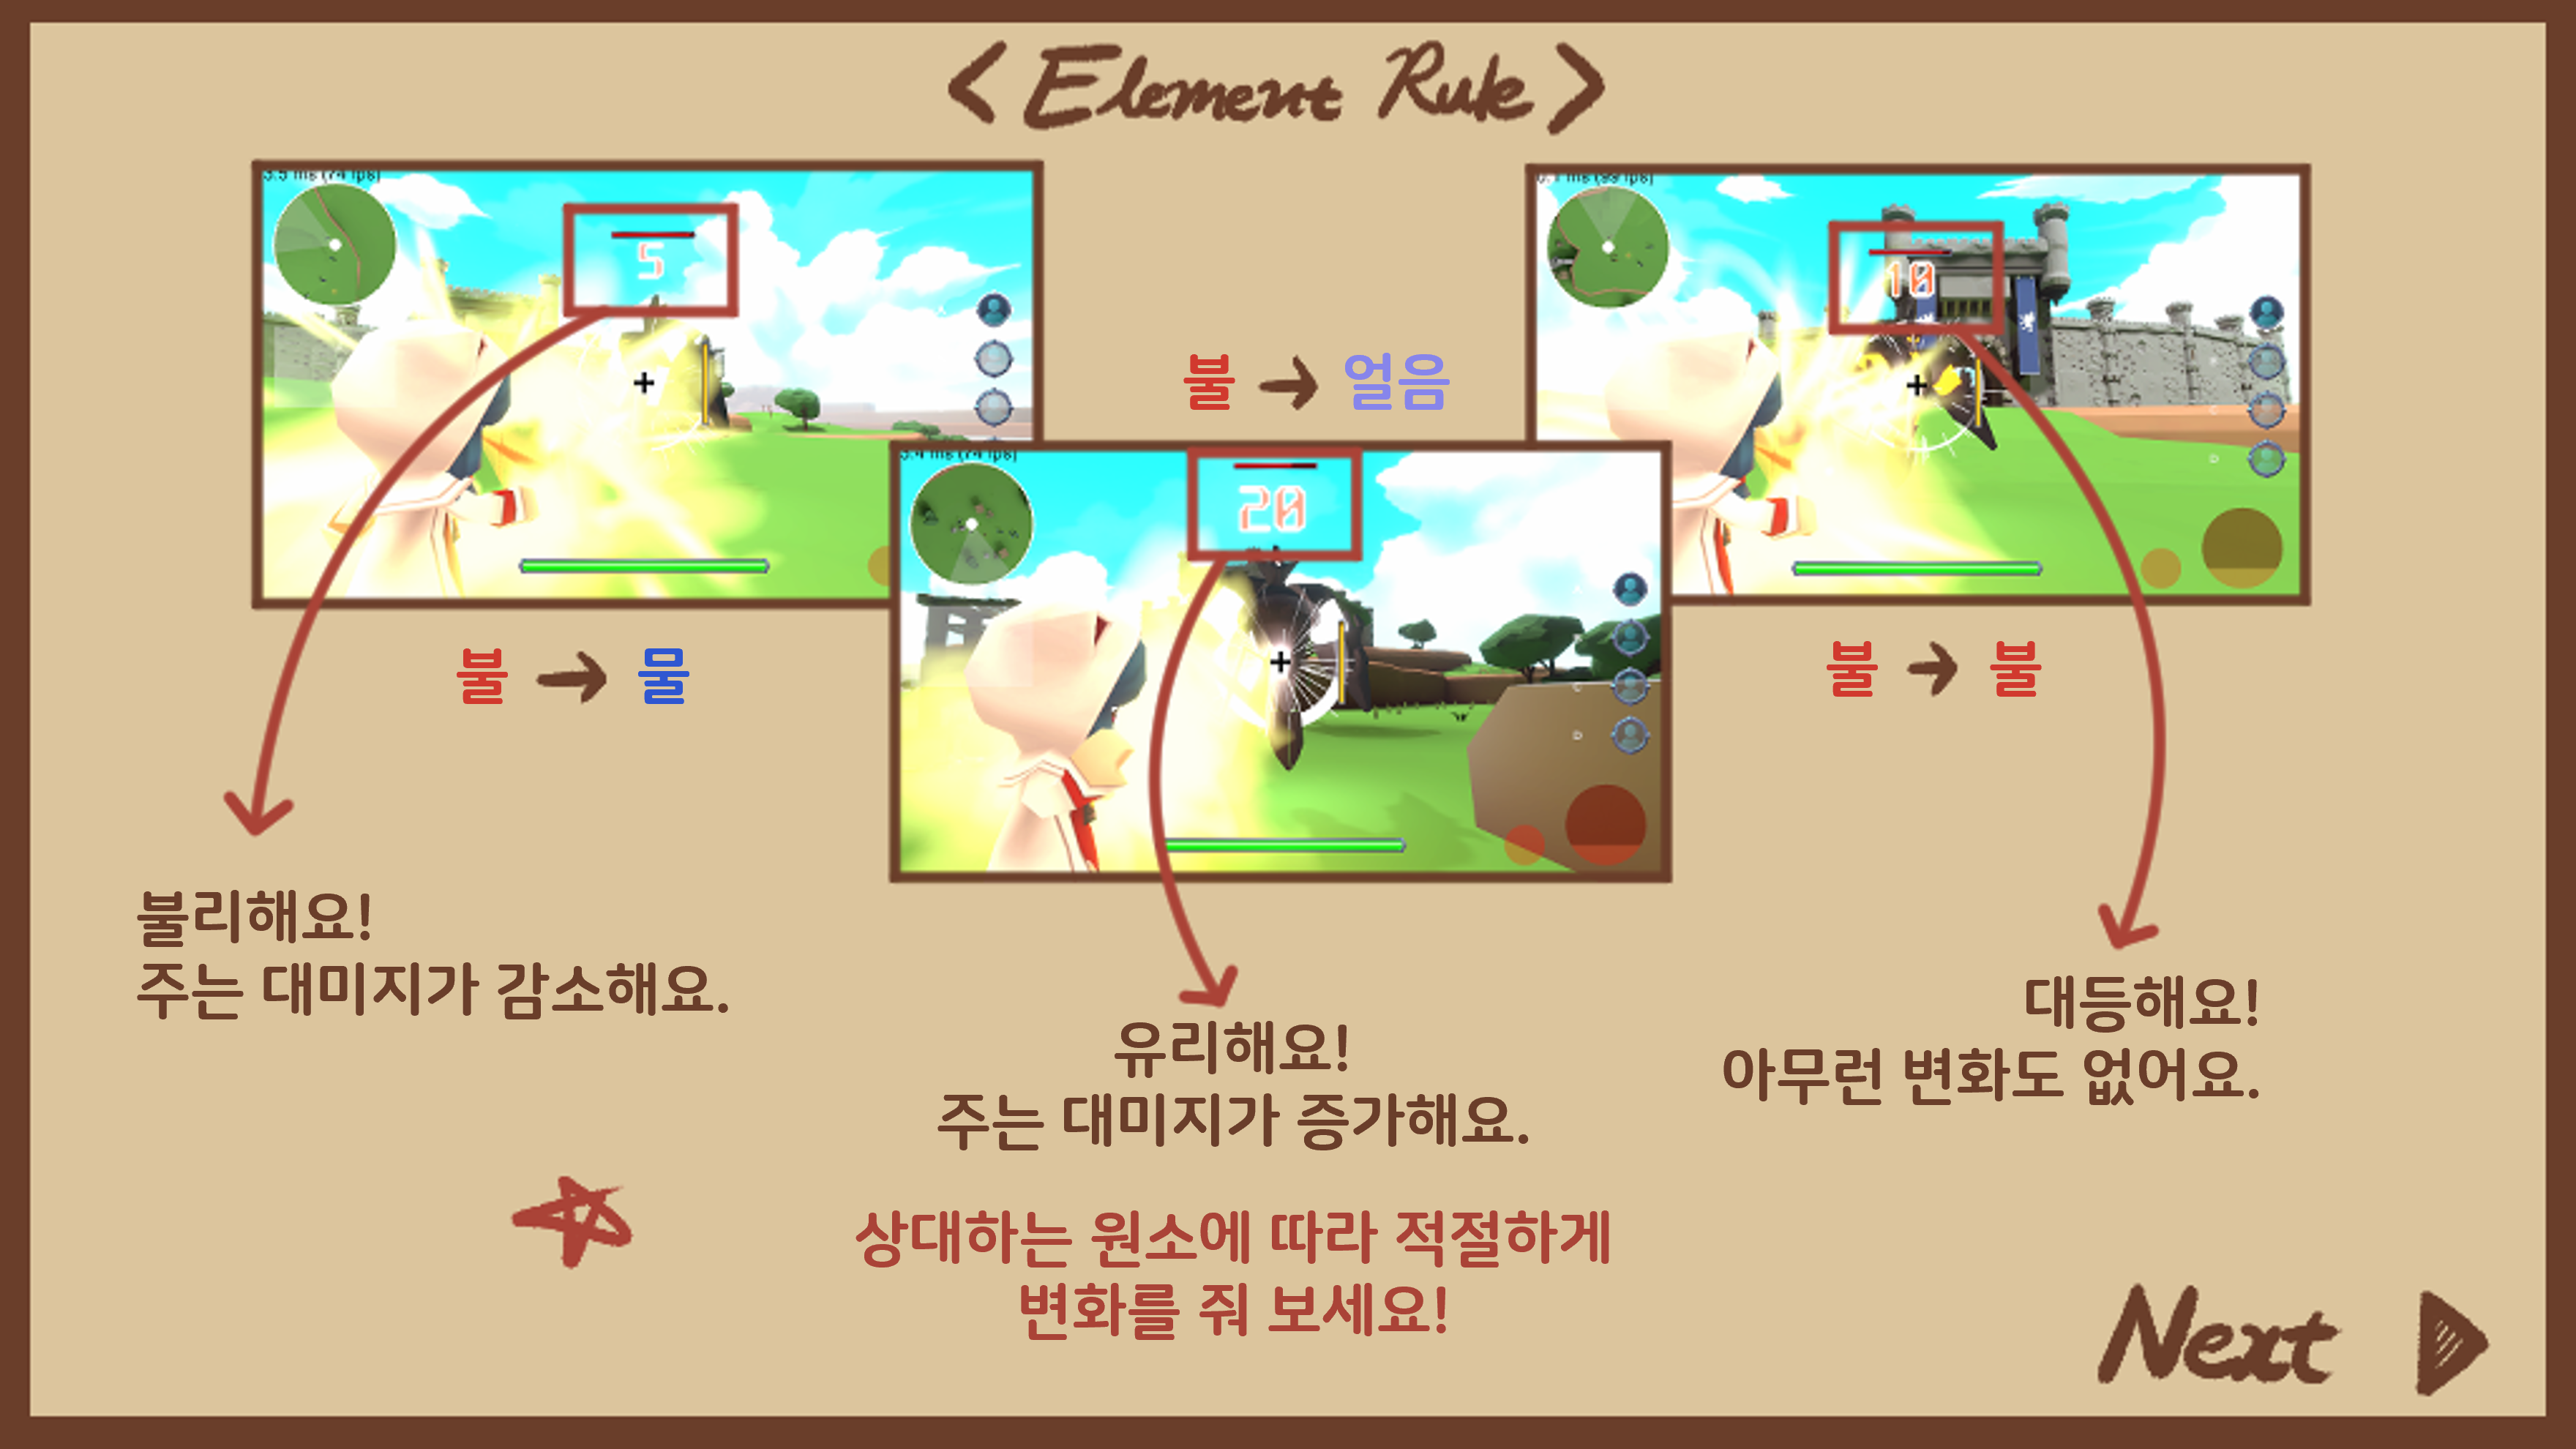 < Element Rule >
5
불 → 물
불리해요!
주는 대미지가 감소해요.
불 → 얼음
20
유리해요!
주는 대미지가 증가해요.
10
불 → 불
대등해요!
아무런 변화도 없어요.
상대하는 원소에 따라 적절하게
변화를 줘 보세요!
Next